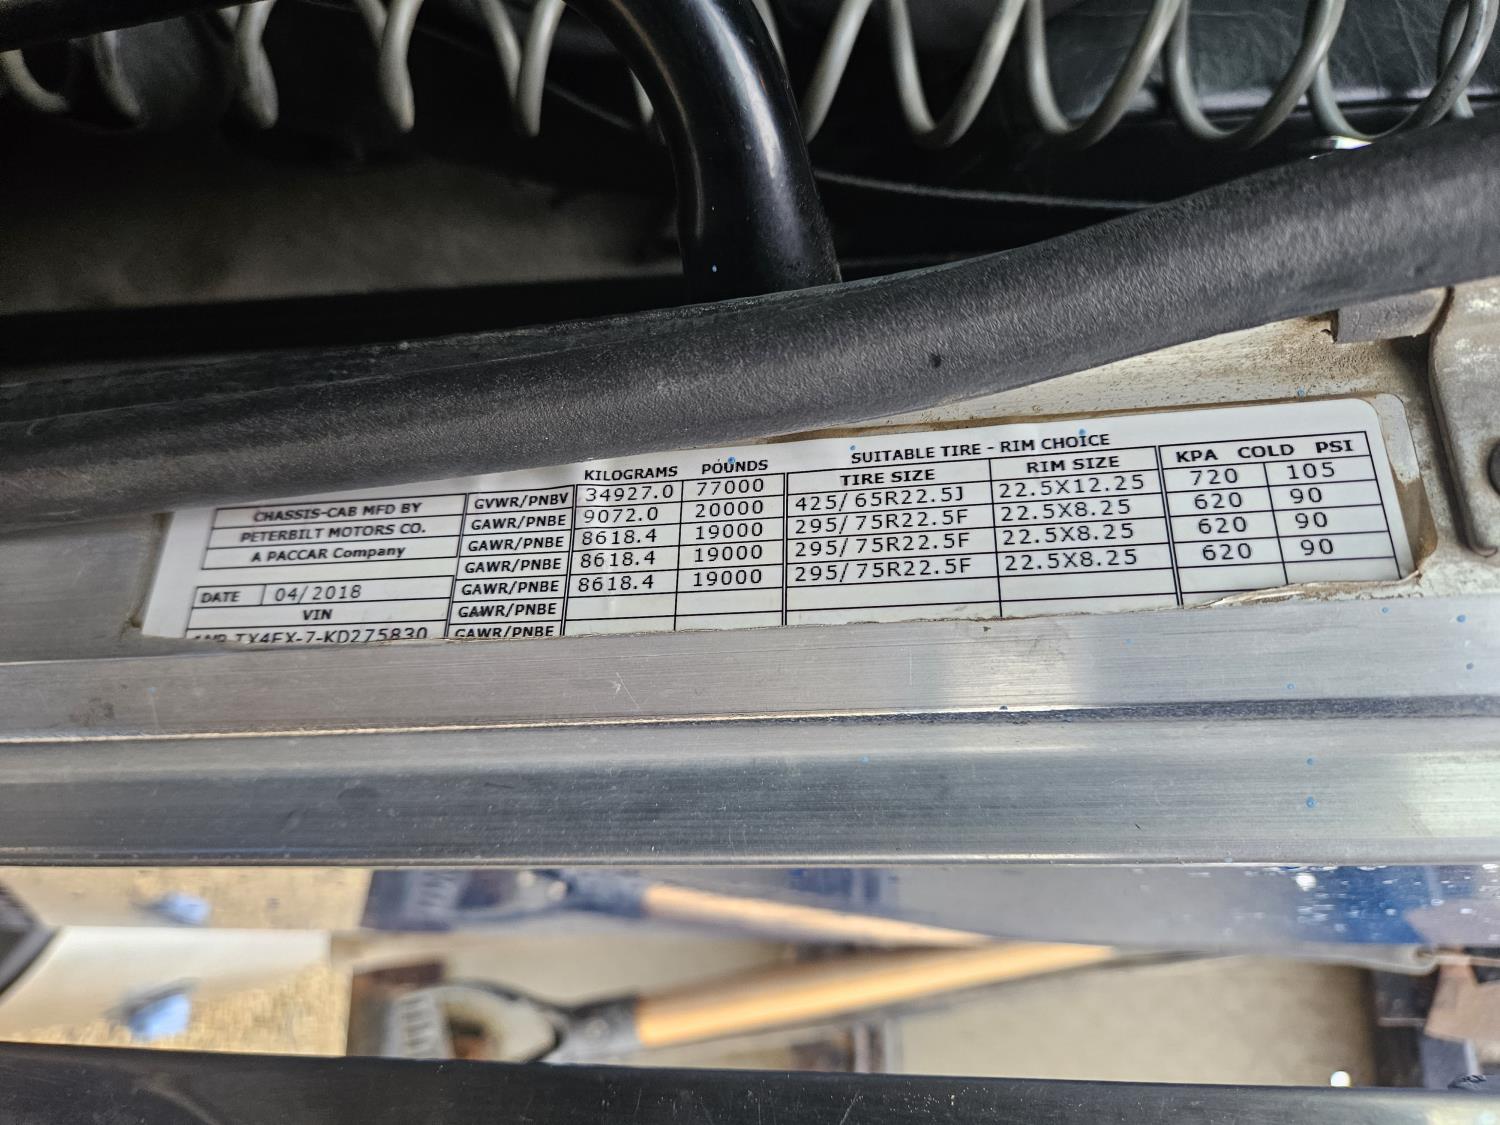 KILOGRAMS POUNDS SUITABLE TIRE - RIM CHOICE
TIRE SIZE RIM SIZE KPA COLD PSI
CHASSIS-CAB MFD BY GVWR/PNBV 34927.0 77000
PETERBILT MOTORS CO. GAWR/PNBE 9072.0 20000 425/65R22.5J 22.5X12.25 720 105
A PACCAR Company GAWR/PNBE 8618.4 19000 295/75R22.5F 22.5X8.25 620 90
GAWR/PNBE 8618.4 19000 295/75R22.5F 22.5X8.25 620 90
DATE 04/2018 GAWR/PNBE 8618.4 19000 295/75R22.5F 22.5X8.25 620 90
VIN GAWR/PNBE
TX4EX-7-KD275830 GAWR/PNBE